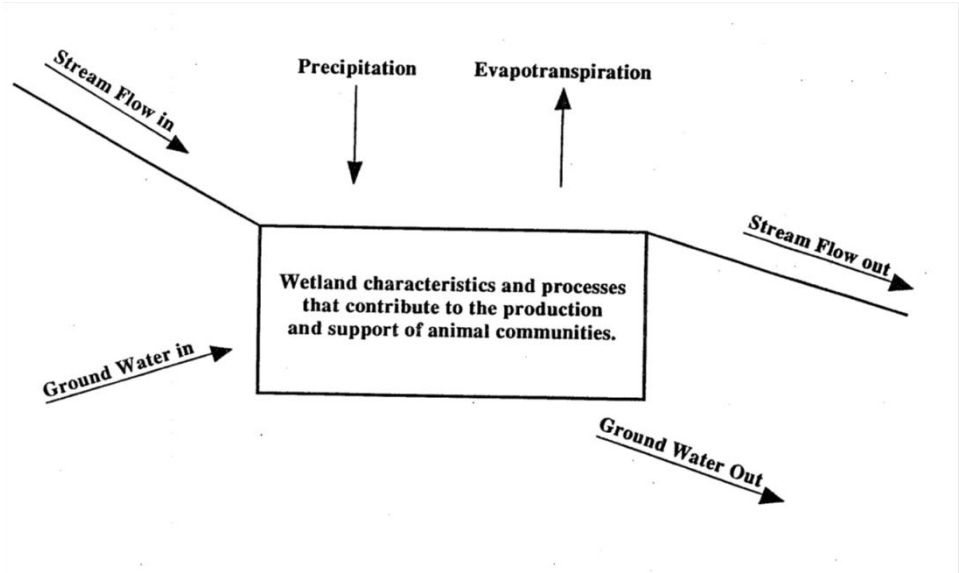 Stream Flow in
Precipitation
Evapotranspiration
Stream Flow out
Wetland characteristics and processes
that contribute to the production
and support of animal communities.
Ground Water in
Ground Water Out